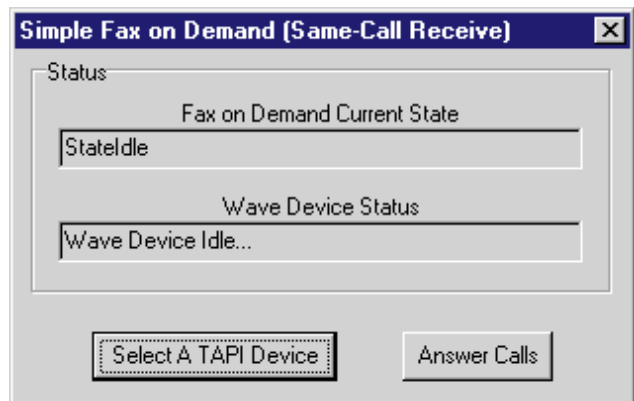 Simple Fax on Demand (Same-Call Receive)
Status
Fax on Demand Current State
StateIdle
Wave Device Status
Wave Device Idle...
Select A TAPI Device Answer Calls